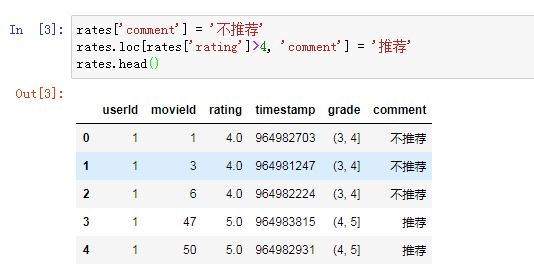 In [3]:
rates['comment'] = '不推荐'
rates.loc[rates['rating']>4, 'comment'] = '推荐'
rates.head()
Out[3]:
userId movieId rating timestamp grade comment
0 1 1 4.0 964982703 (3, 4] 不推荐
1 1 3 4.0 964981247 (3, 4] 不推荐
2 1 6 4.0 964982224 (3, 4] 不推荐
3 1 47 5.0 964983815 (4, 5] 推荐
4 1 50 5.0 964982931 (4, 5] 推荐